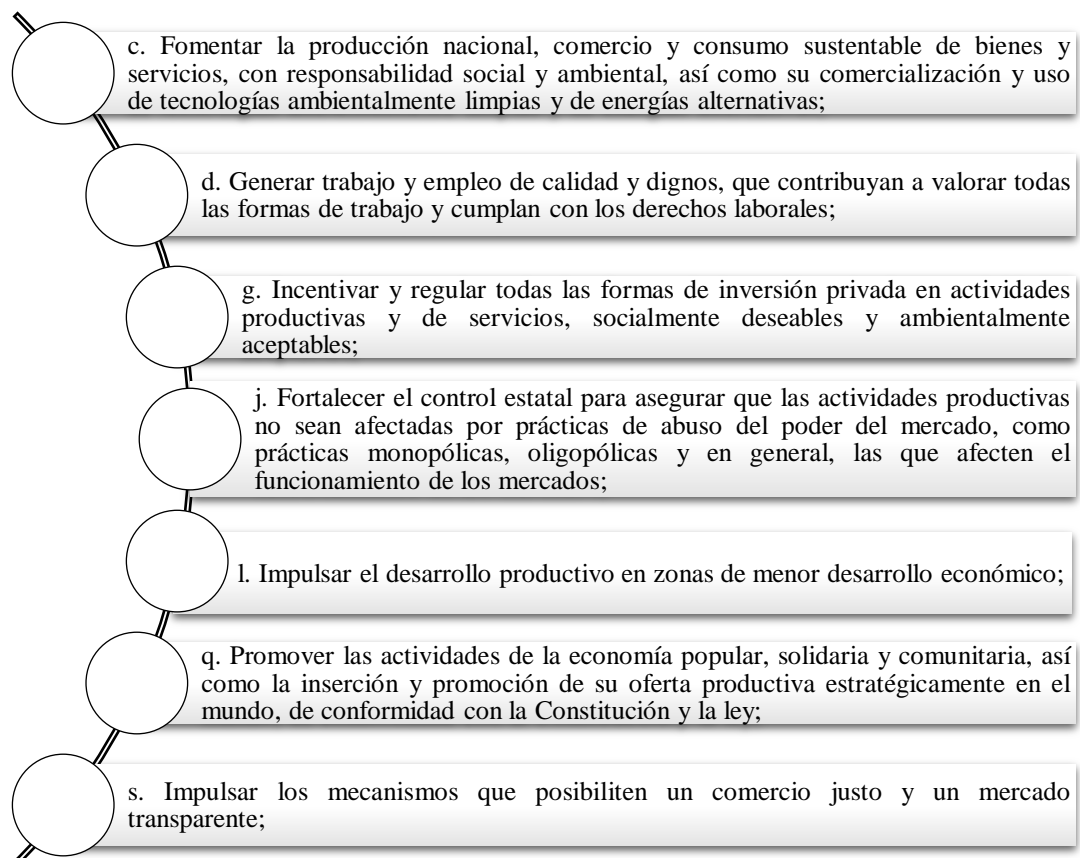 c. Fomentar la producción nacional, comercio y consumo sustentable de bienes y
servicios, con responsabilidad social y ambiental, así como su comercialización y uso
de tecnologías ambientalmente limpias y de energías alternativas;
d. Generar trabajo y empleo de calidad y dignos, que contribuyan a valorar todas
las formas de trabajo y cumplan con los derechos laborales;
g. Incentivar y regular todas las formas de inversión privada en actividades
productivas y de servicios, socialmente deseables y ambientalmente
aceptables;
j. Fortalecer el control estatal para asegurar que las actividades productivas
no sean afectadas por prácticas de abuso del poder del mercado, como
prácticas monopólicas, oligopólicas y en general, las que afecten el
funcionamiento de los mercados;
l. Impulsar el desarrollo productivo en zonas de menor desarrollo económico;
q. Promover las actividades de la economía popular, solidaria y comunitaria, así
como la inserción y promoción de su oferta productiva estratégicamente en el
mundo, de conformidad con la Constitución y la ley;
s. Impulsar los mecanismos que posibiliten un comercio justo y un mercado
transparente;